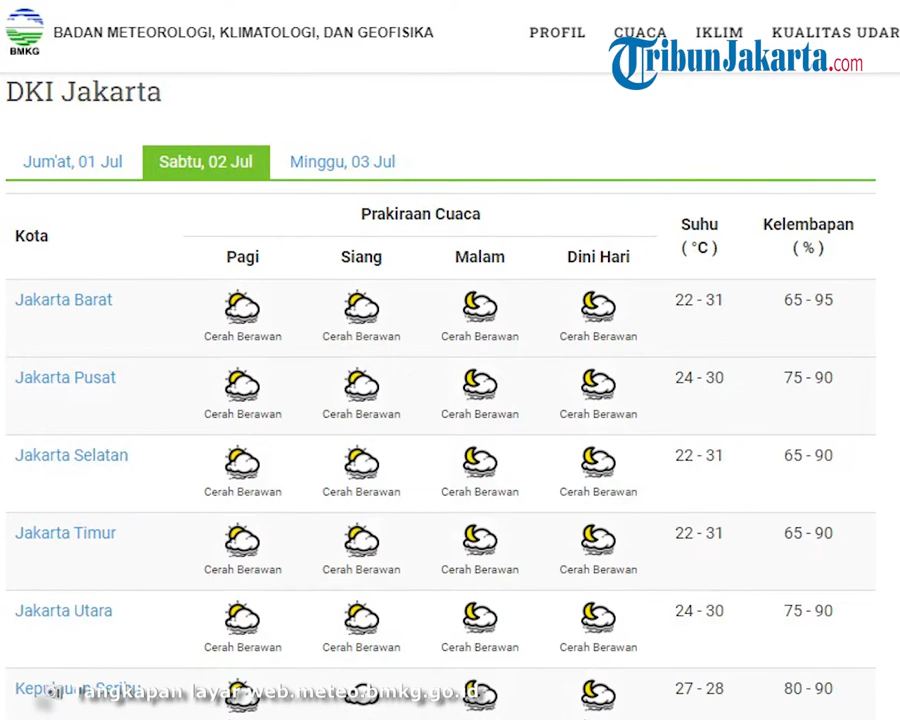 BMKG
BADAN METEOROLOGI, KLIMATOLOGI, DAN GEOFISIKA
PROFIL CUACA IKLIM KUALITAS UDAR
TribunJakarta.com
DKI Jakarta
Jum'at, 01 Jul Sabtu, 02 Jul Minggu, 03 Jul
Kota Prakiraan Cuaca Suhu (°C) Kelembapan (%)
Pagi Siang Malam Dini Hari
Jakarta Barat 22 - 31 65 - 95
Cerah Berawan Cerah Berawan Cerah Berawan Cerah Berawan
Jakarta Pusat 24 - 30 75 - 90
Cerah Berawan Cerah Berawan Cerah Berawan Cerah Berawan
Jakarta Selatan 22 - 31 65 - 90
Cerah Berawan Cerah Berawan Cerah Berawan Cerah Berawan
Jakarta Timur 22 - 31 65 - 90
Cerah Berawan Cerah Berawan Cerah Berawan Cerah Berawan
Jakarta Utara 24 - 30 75 - 90
Cerah Berawan Cerah Berawan Cerah Berawan Cerah Berawan
27 - 28 80 - 90
layar web.meteo.bmkg.go.id